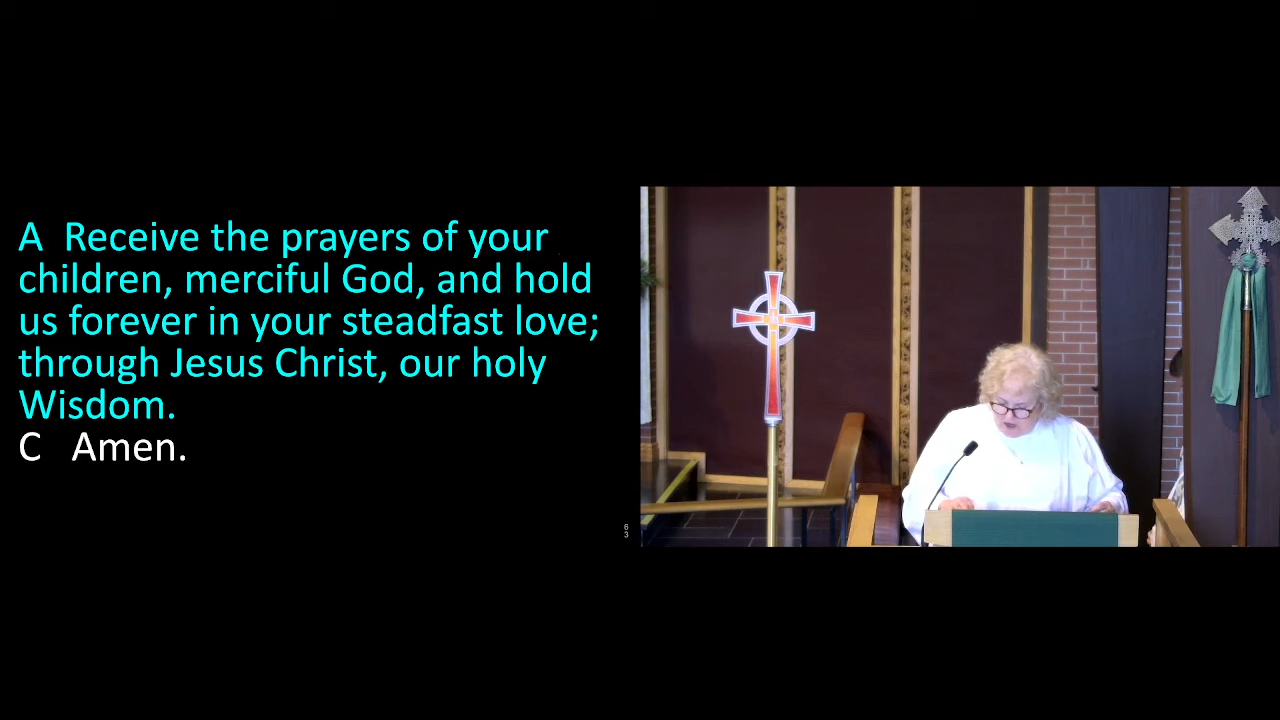 A Receive the prayers of your
children, merciful God, and hold
us forever in your steadfast love;
through Jesus Christ, our holy
Wisdom.
C Amen.
63